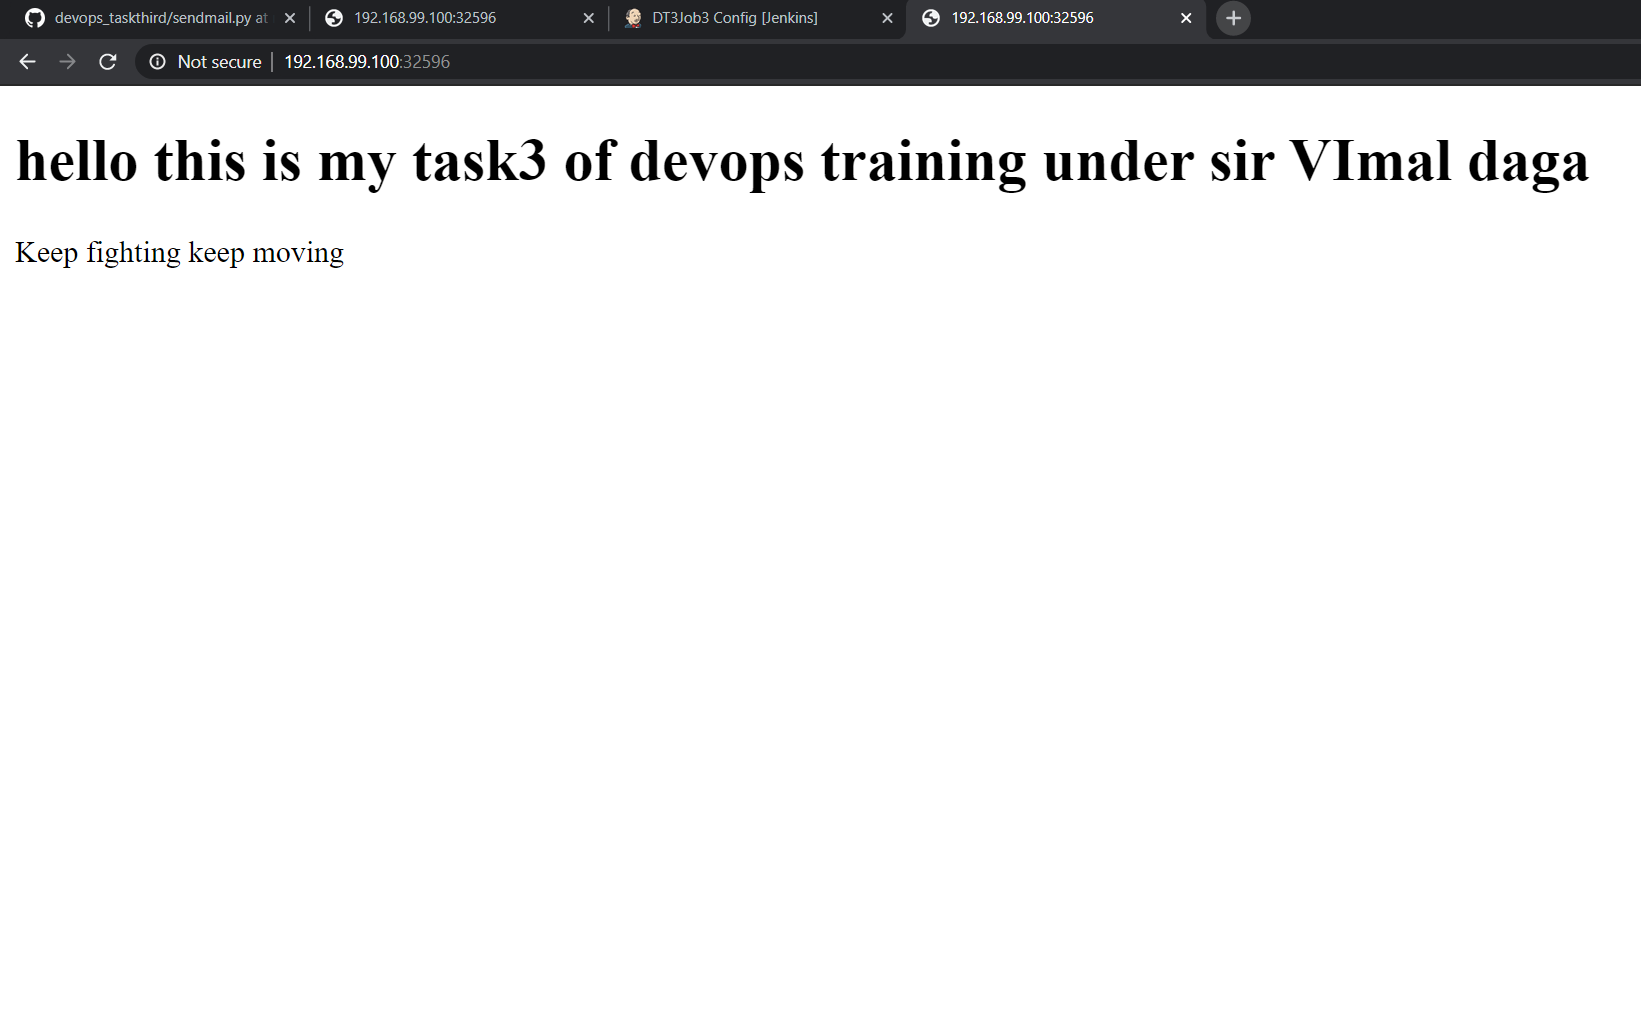 devops_taskthird/sendmail.py at
192.168.99.100:32596
DT3Job3 Config [Jenkins]
192.168.99.100:32596
Not secure
192.168.99.100:32596
hello this is my task3 of devops training under sir VImal daga
Keep fighting keep moving